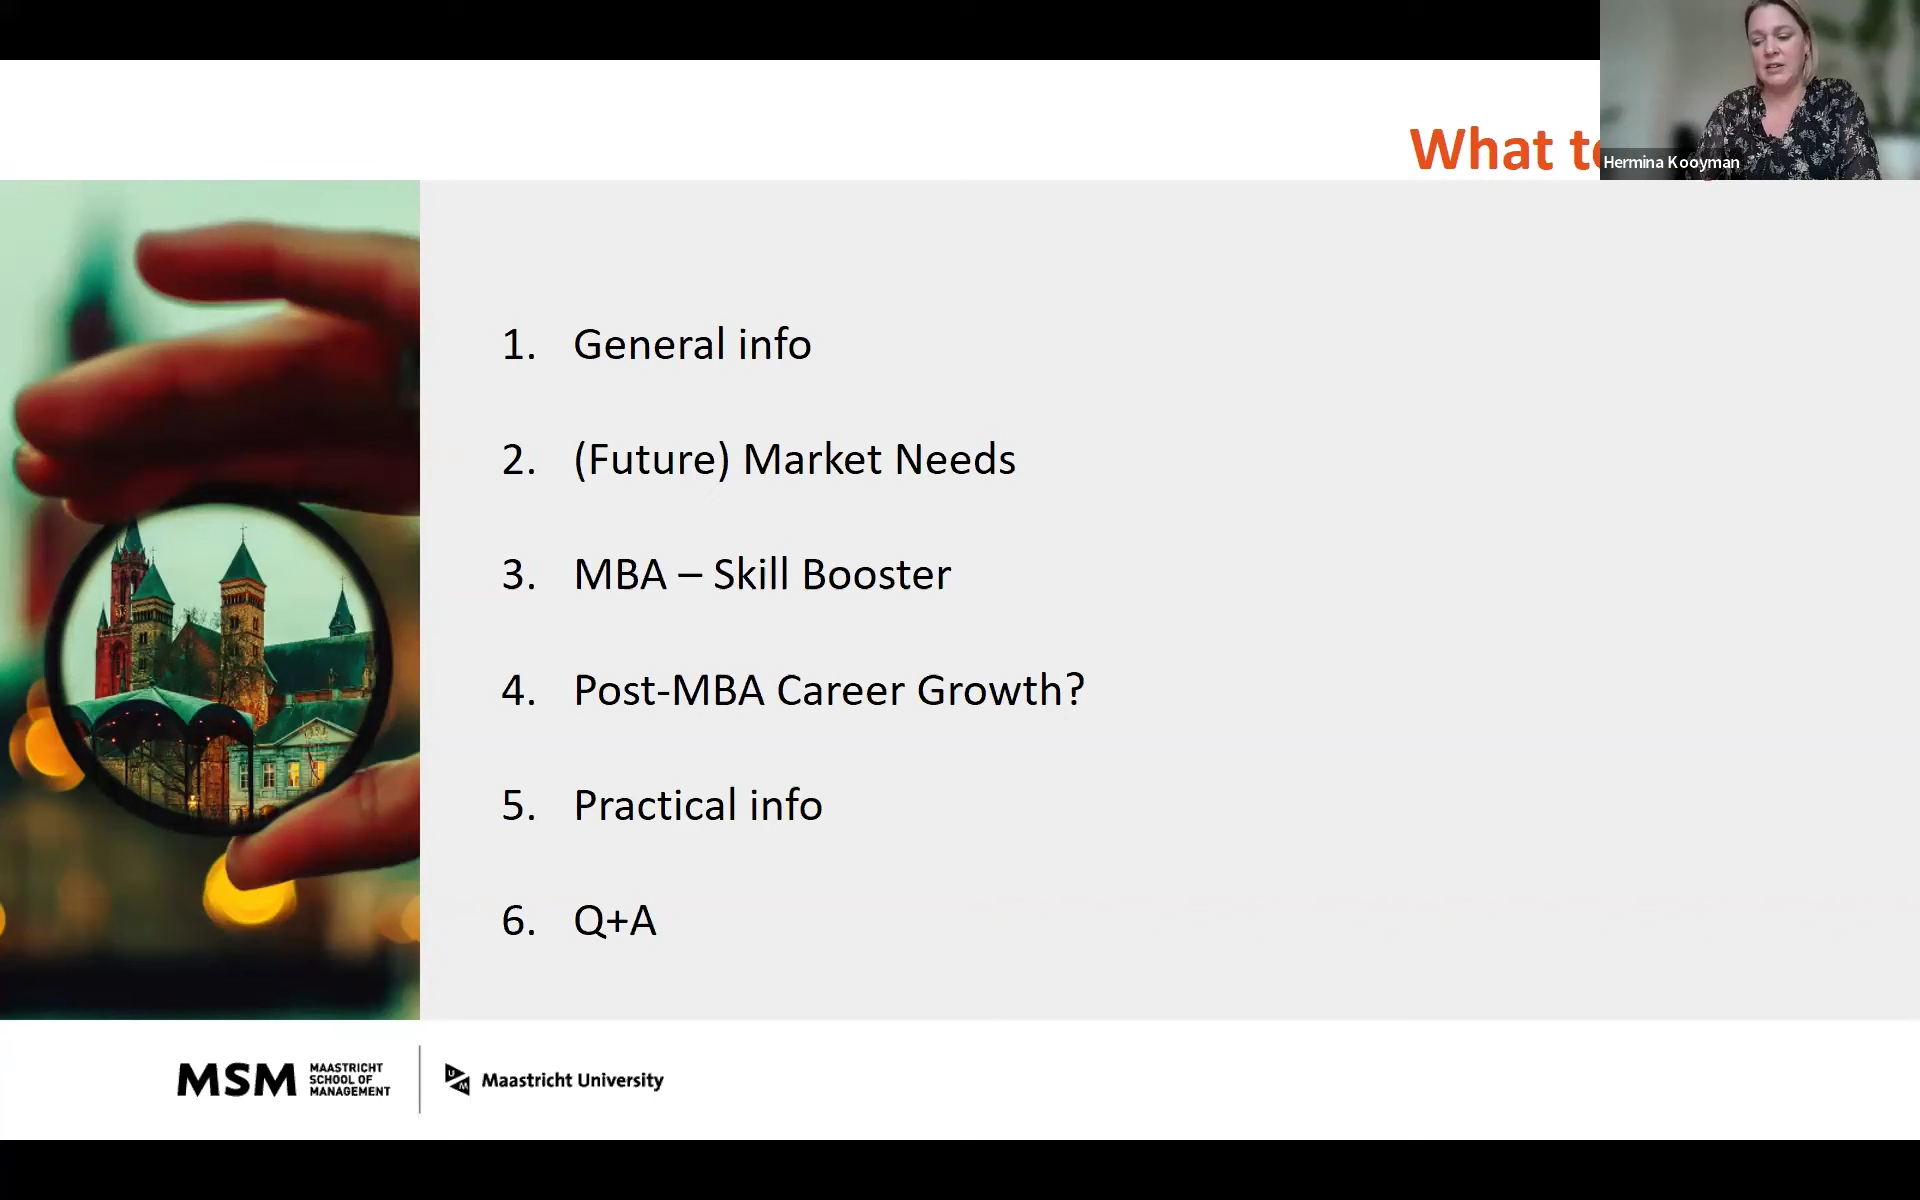 What
Hermina Kooyman
1. General info
2. (Future) Market Needs
3. MBA – Skill Booster
4. Post-MBA Career Growth?
5. Practical info
6. Q+A
MSM
MAASTRICHT
SCHOOL OF
MANAGEMENT
UM
Maastricht University